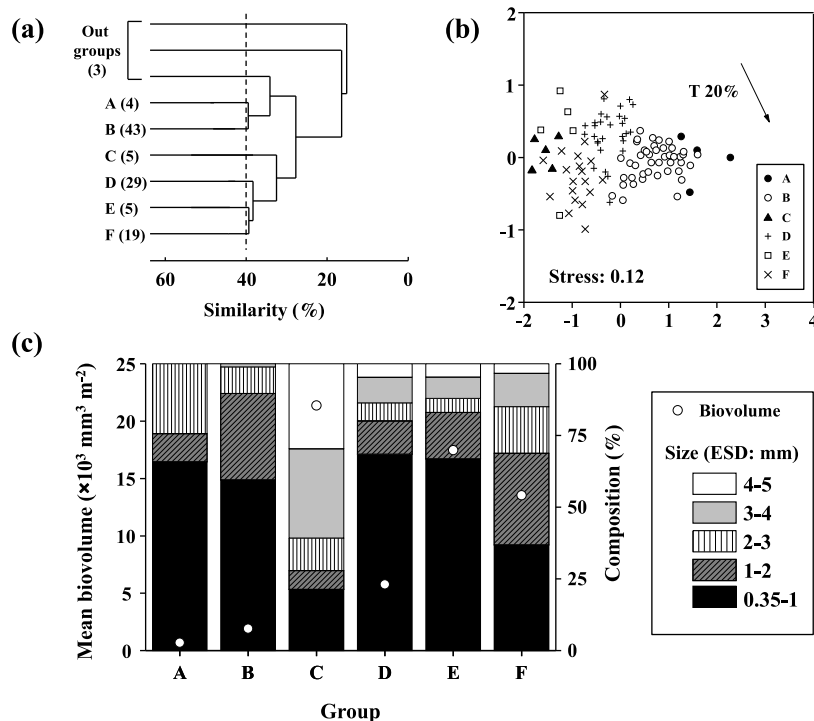 (a)
Out
groups
(3)
A (4)
B (43)
C (5)
D (29)
E (5)
F (19)
60 40 20 0
Similarity (%)
(b)
2
1
0
-1
-2
-2 -1 0 1 2 3 4
T 20%
Stress: 0.12
A
B
C
D
E
F
(c)
Mean biovolume (×10³ mm³ m⁻²)
25
20
15
10
5
0
100
75
50
25
0
Composition (%)
A B C D E F
Group
Biovolume
Size (ESD: mm)
4-5
3-4
2-3
1-2
0.35-1